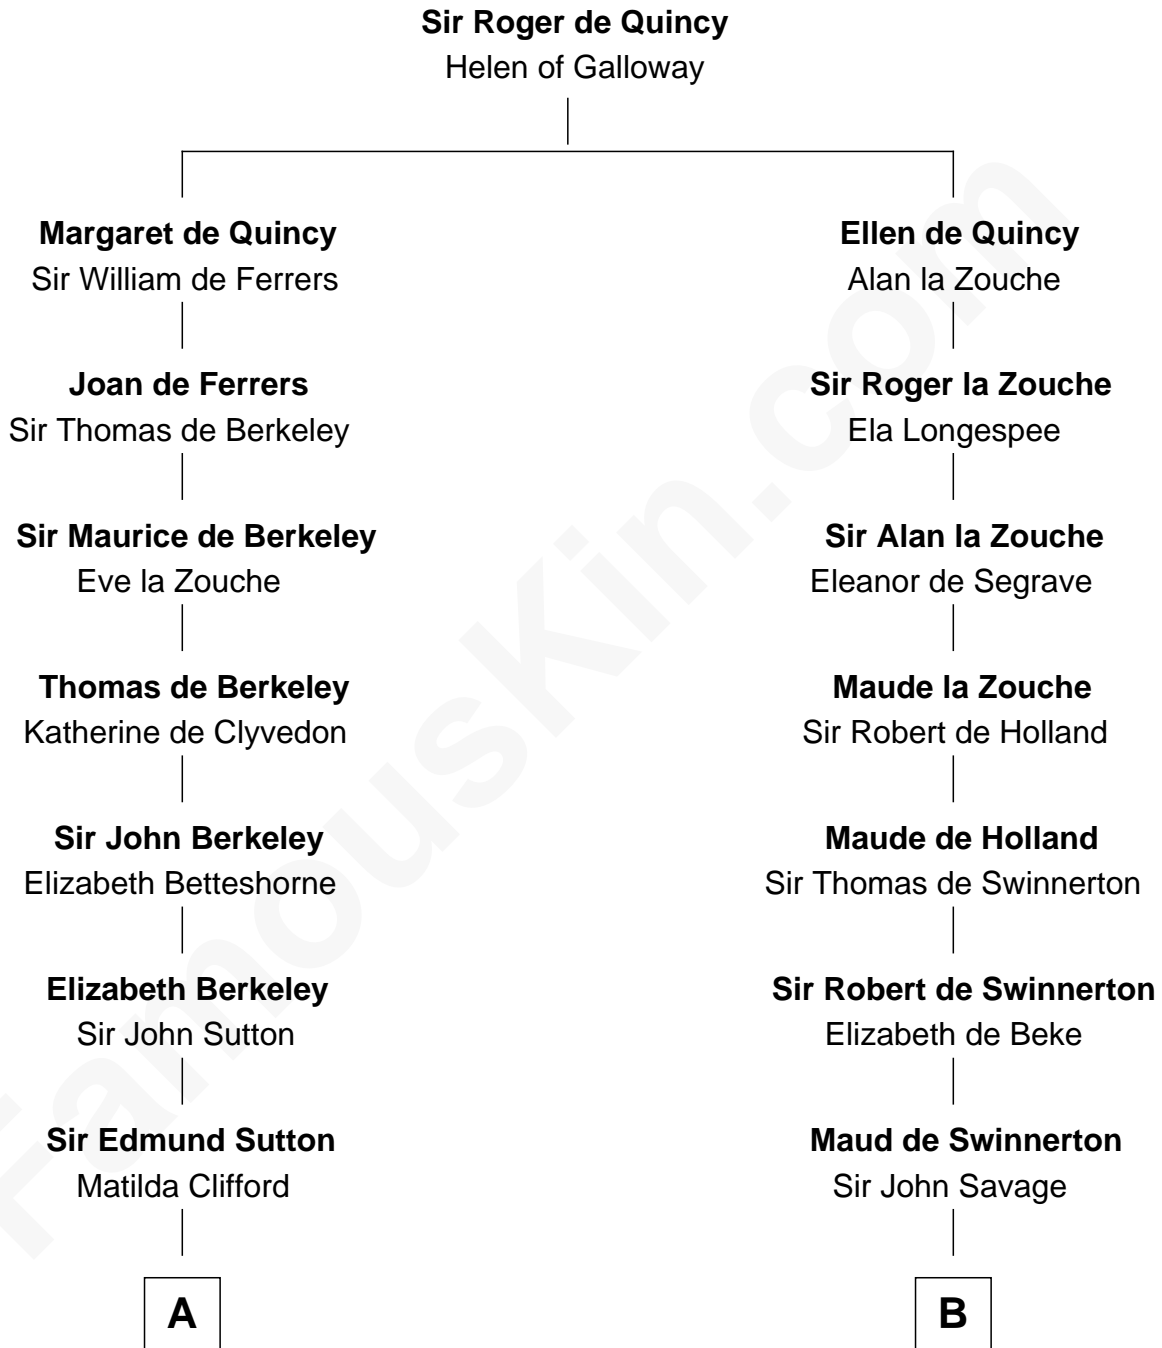 Sir Roger de Quincy
Helen of Galloway
Margaret de Quincy
Sir William de Ferrers
Ellen de Quincy
Alan la Zouche
Joan de Ferrers
Sir Thomas de Berkeley
Sir Roger la Zouche
Ela Longespee
Sir Maurice de Berkeley
Eve la Zouche
Sir Alan la Zouche
Eleanor de Segrave
Thomas de Berkeley
Katherine de Clyvedon
Maude la Zouche
Sir Robert de Holland
Sir John Berkeley
Elizabeth Betteshorne
Maude de Holland
Sir Thomas de Swinnerton
Elizabeth Berkeley
Sir John Sutton
Sir Robert de Swinnerton
Elizabeth de Beke
Sir Edmund Sutton
Matilda Clifford
Maud de Swinnerton
Sir John Savage
A
B
FamousKin.com